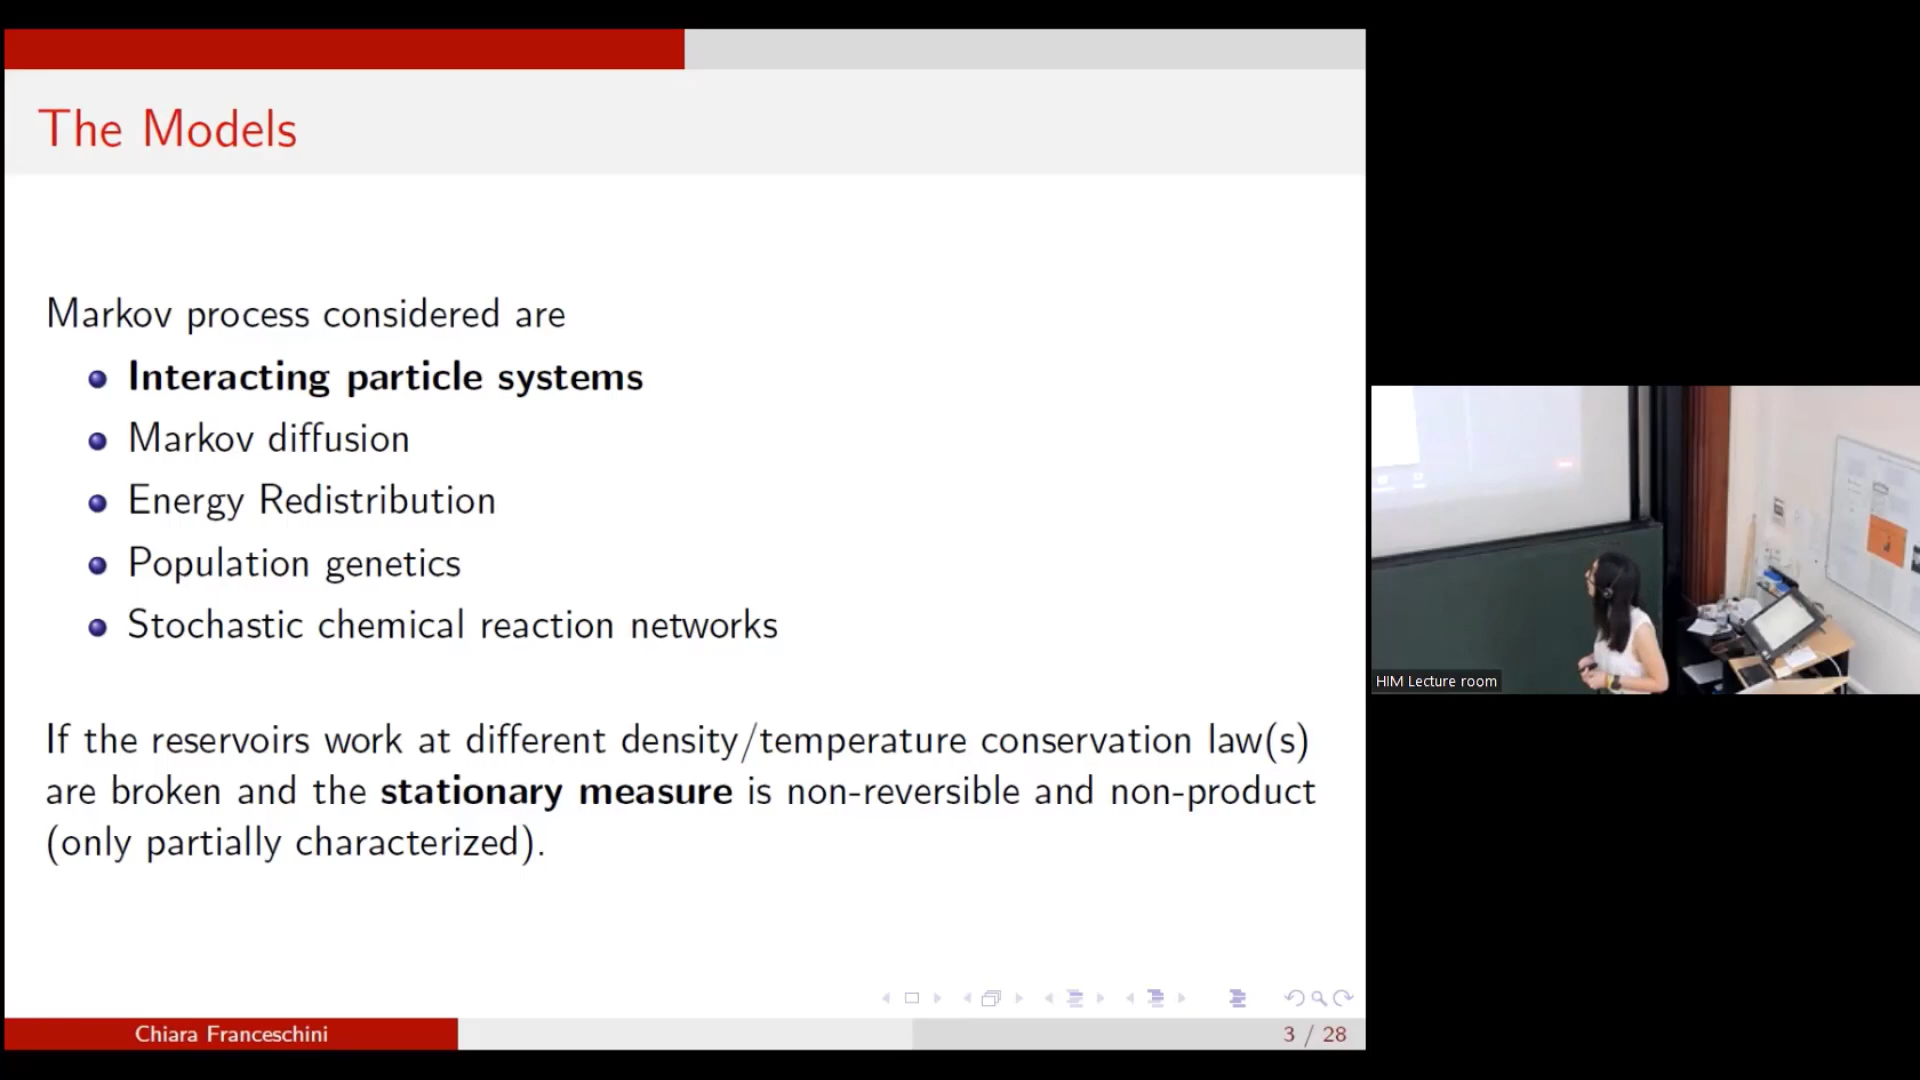 The Models
Markov process considered are
Interacting particle systems
Markov diffusion
Energy Redistribution
Population genetics
Stochastic chemical reaction networks
If the reservoirs work at different density/temperature conservation law(s)
are broken and the stationary measure is non-reversible and non-product
(only partially characterized).
Chiara Franceschini
3 / 28
HIM Lecture room